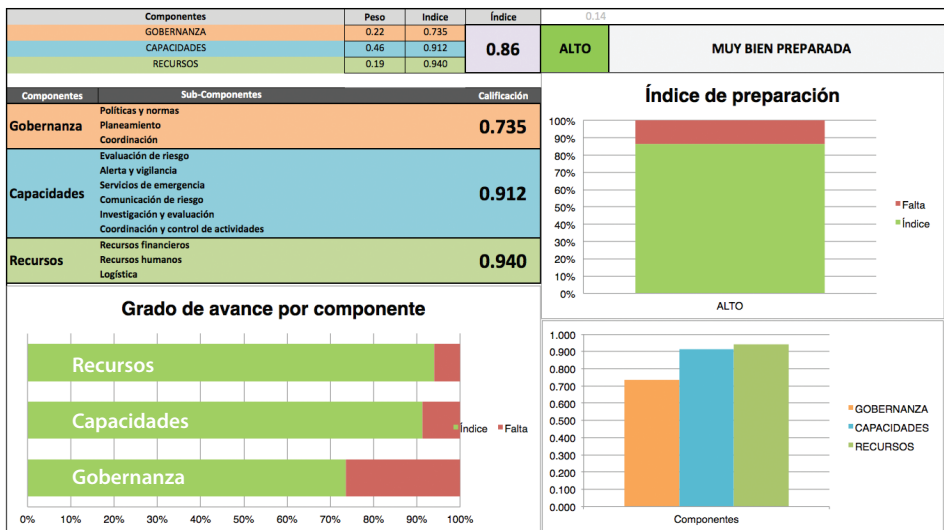 Componentes Peso Indice Índice 0.14
GOBERNANZA 0.22 0.735
CAPACIDADES 0.46 0.912 0.86 ALTO MUY BIEN PREPARADA
RECURSOS 0.19 0.940
Componentes Sub-Componentes Calificación
Gobernanza 0.735
Políticas y normas
Planeamiento
Coordinación
Capacidades 0.912
Evaluación de riesgo
Alerta y vigilancia
Servicios de emergencia
Comunicación de riesgo
Investigación y evaluación
Coordinación y control de actividades
Recursos 0.940
Recursos financieros
Recursos humanos
Logística
Índice de preparación
100%
90%
80%
70%
60%
50%
40%
30%
20%
10%
0%
ALTO
Falta
Índice
Grado de avance por componente
Recursos
Capacidades
Gobernanza
Índice Falta
0% 10% 20% 30% 40% 50% 60% 70% 80% 90% 100%
1.000
0.900
0.800
0.700
0.600
0.500
0.400
0.300
0.200
0.100
0.000
Componentes
GOBERNANZA
CAPACIDADES
RECURSOS